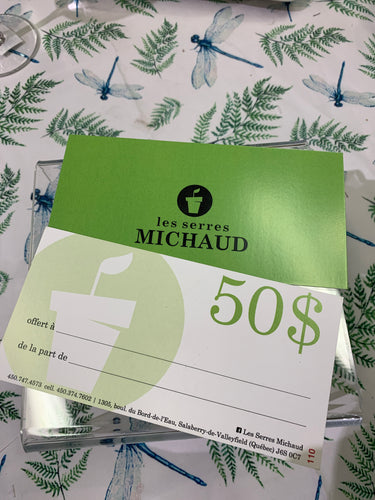 les serres
MICHAUD
50$
offert à
de la part de
450.747.4573 cell. 450.374.7602 | 1305, boul. du Bord-de-l'Eau, Salaberry-de-Valleyfield (Québec) J6S 0C7
Les Serres Michaud
110